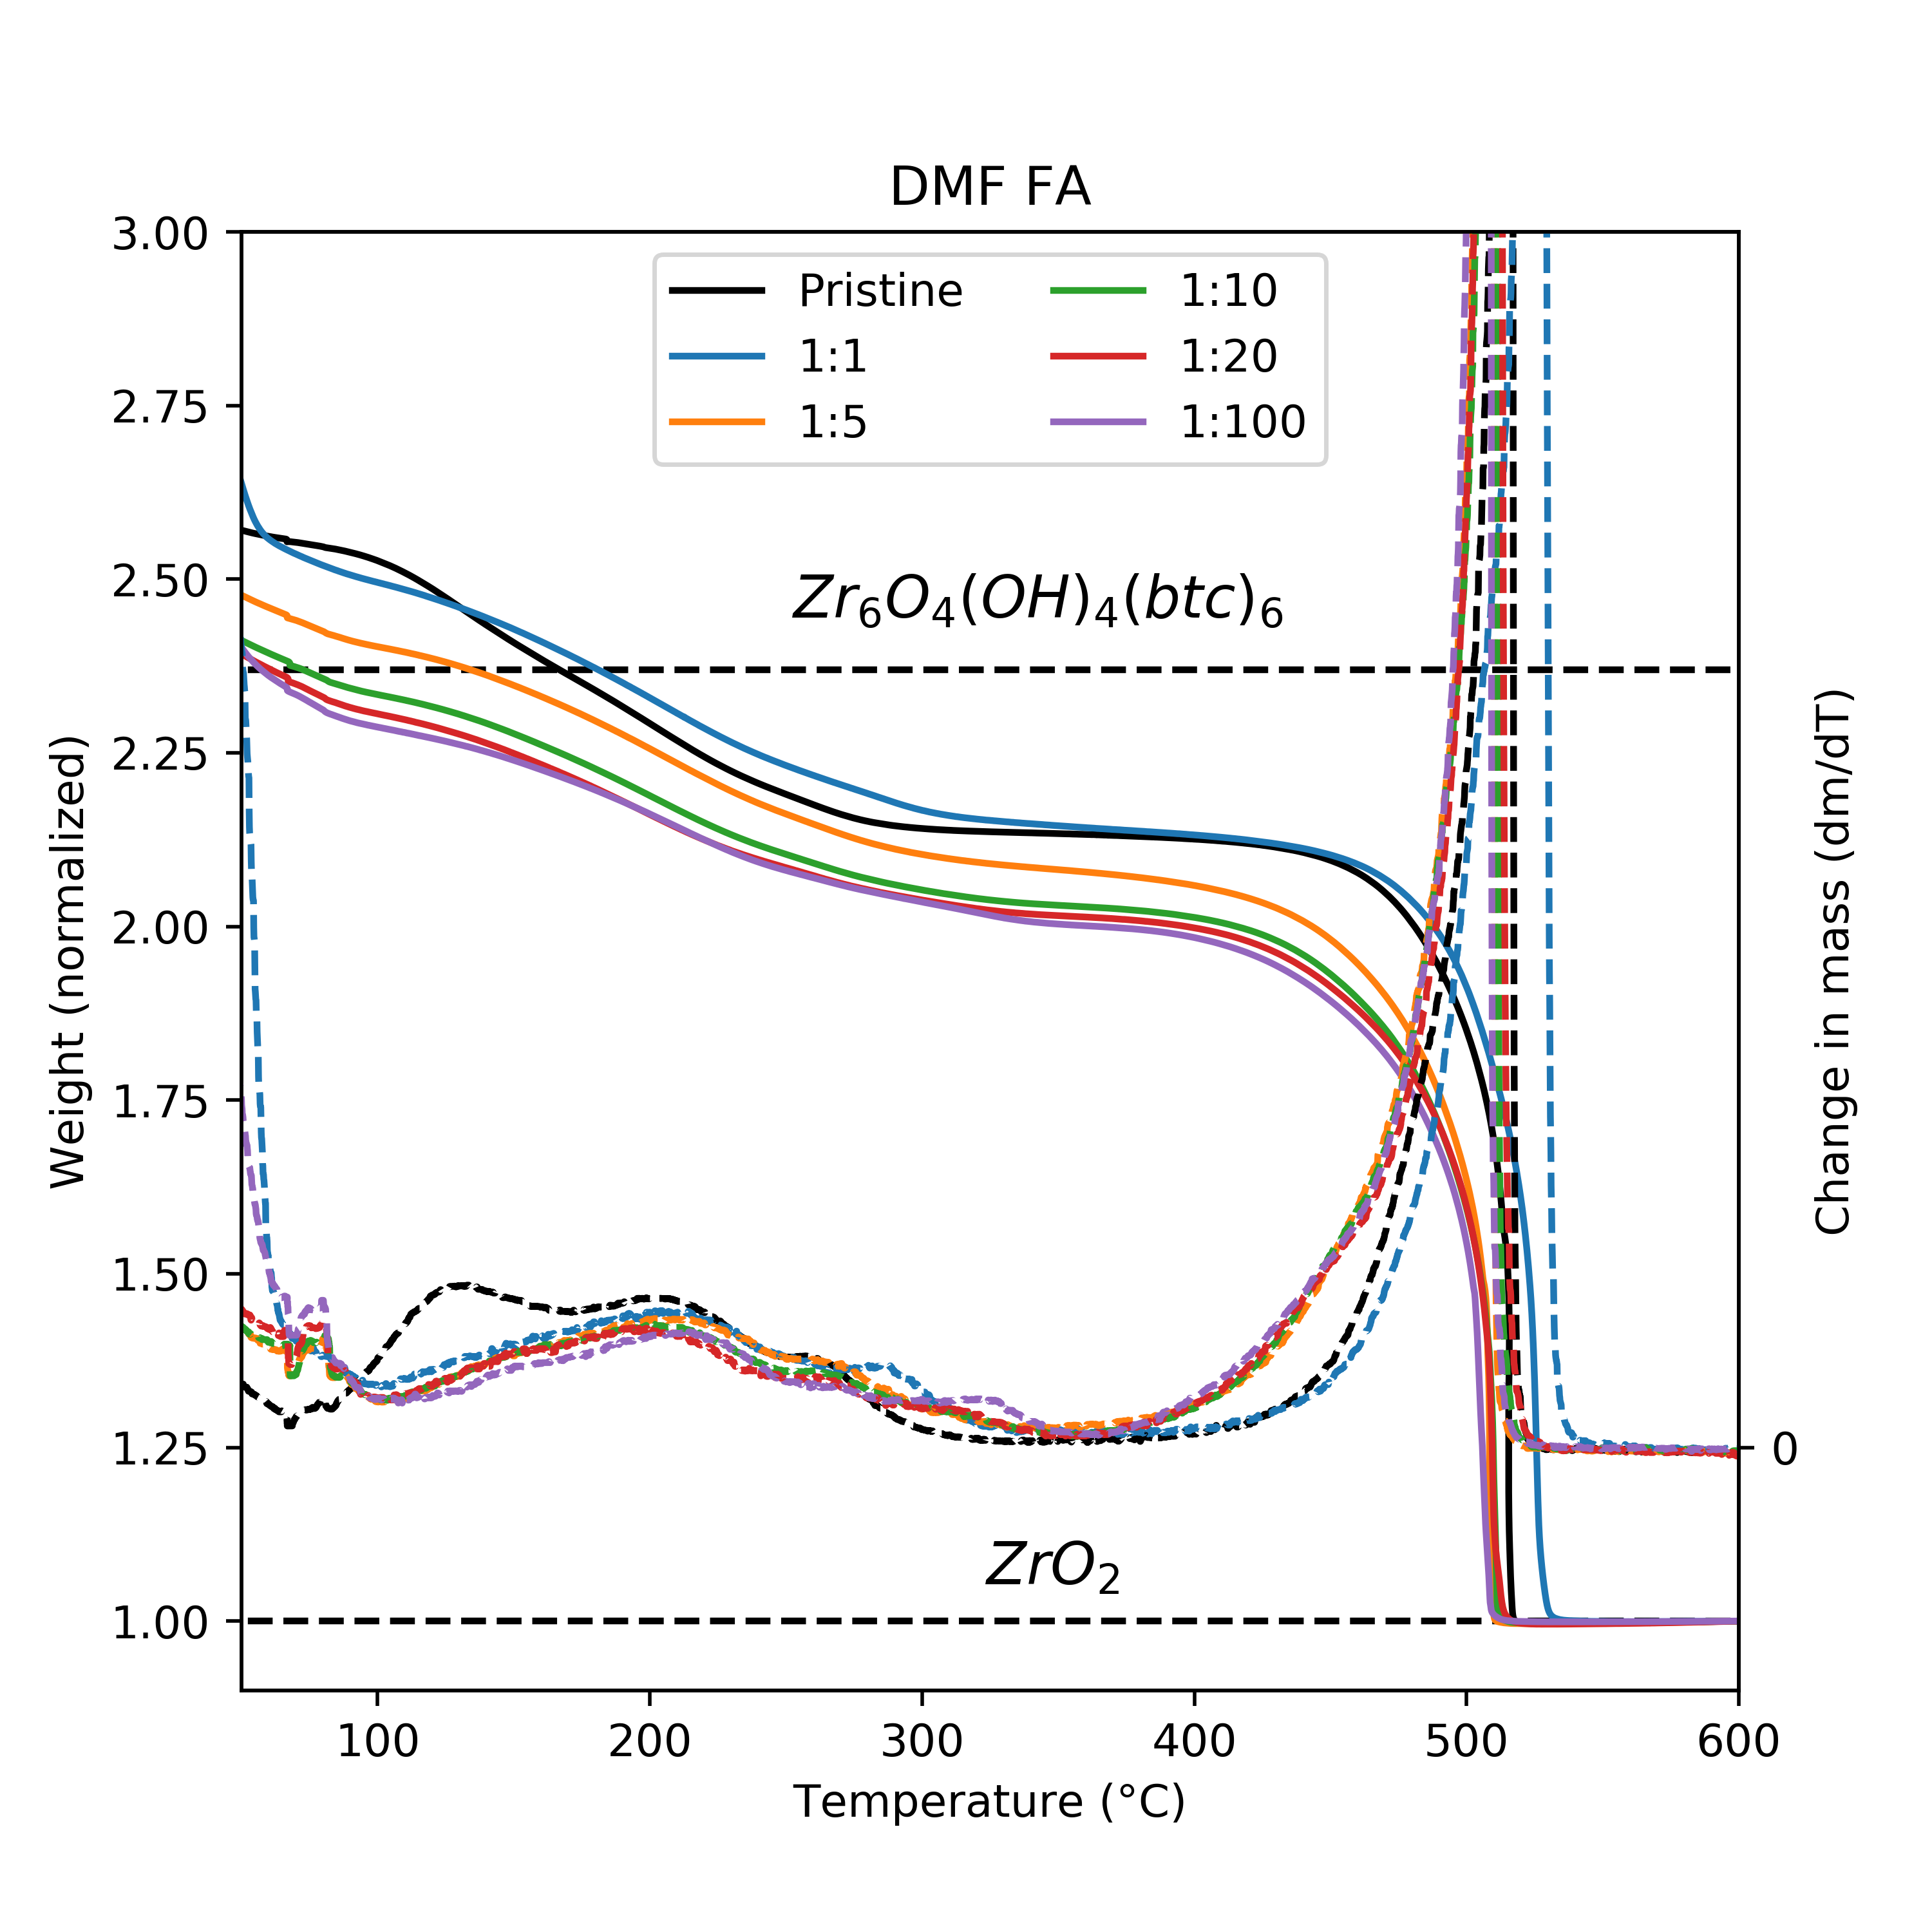 DMF FA
3.00
2.75
2.50
2.25
2.00
1.75
1.50
1.25
1.00
Weight (normalized)
Pristine
1:1
1:5
1:10
1:20
1:100
Zr₆O₄(OH)₄(btc)₆
ZrO₂
0
Change in mass (dm/dT)
100 200 300 400 500 600
Temperature (°C)